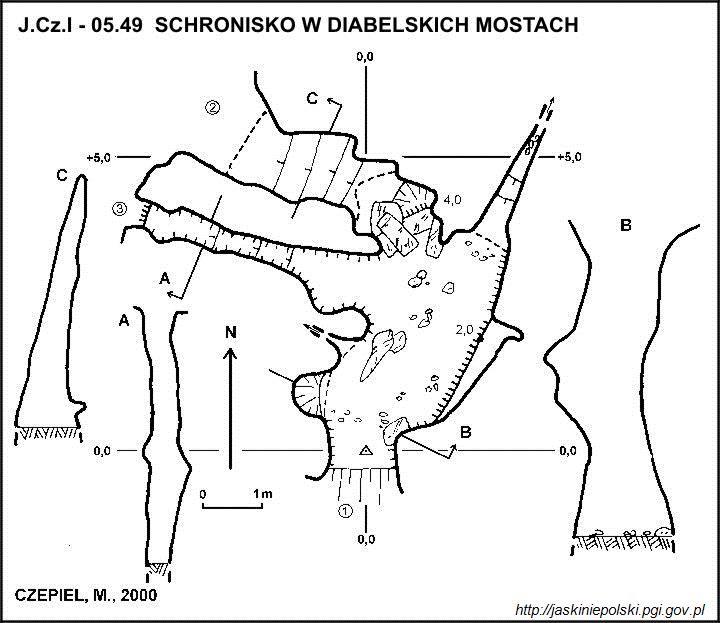 J.Cz.I - 05.49 SCHRONISKO W DIABELSKICH MOSTACH
0,0
C
②
+5,0
+5,0
C
4,0
③
B
A
A
N
2,0
B
0,0
0,0
0 1m
①
0,0
CZEPIEL, M., 2000
http://jaskiniepolski.pgi.gov.pl